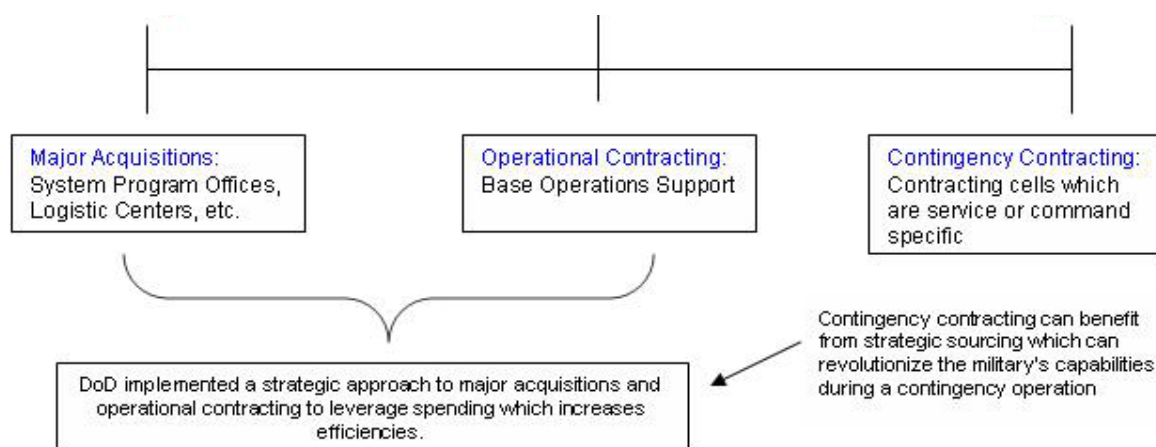 Major Acquisitions:
System Program Offices,
Logistic Centers, etc.
Operational Contracting:
Base Operations Support
Contingency Contracting:
Contracting cells which
are service or command
specific
Contingency contracting can benefit
from strategic sourcing which can
revolutionize the military's capabilities
during a contingency operation
DoD implemented a strategic approach to major acquisitions and
operational contracting to leverage spending which increases
efficiencies.